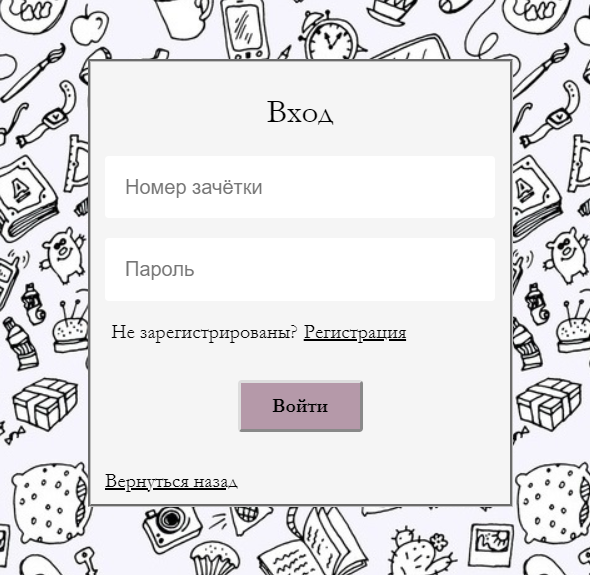 Вход
Номер зачётки
Пароль
Не зарегистрированы? Регистрация
Войти
Вернуться назад